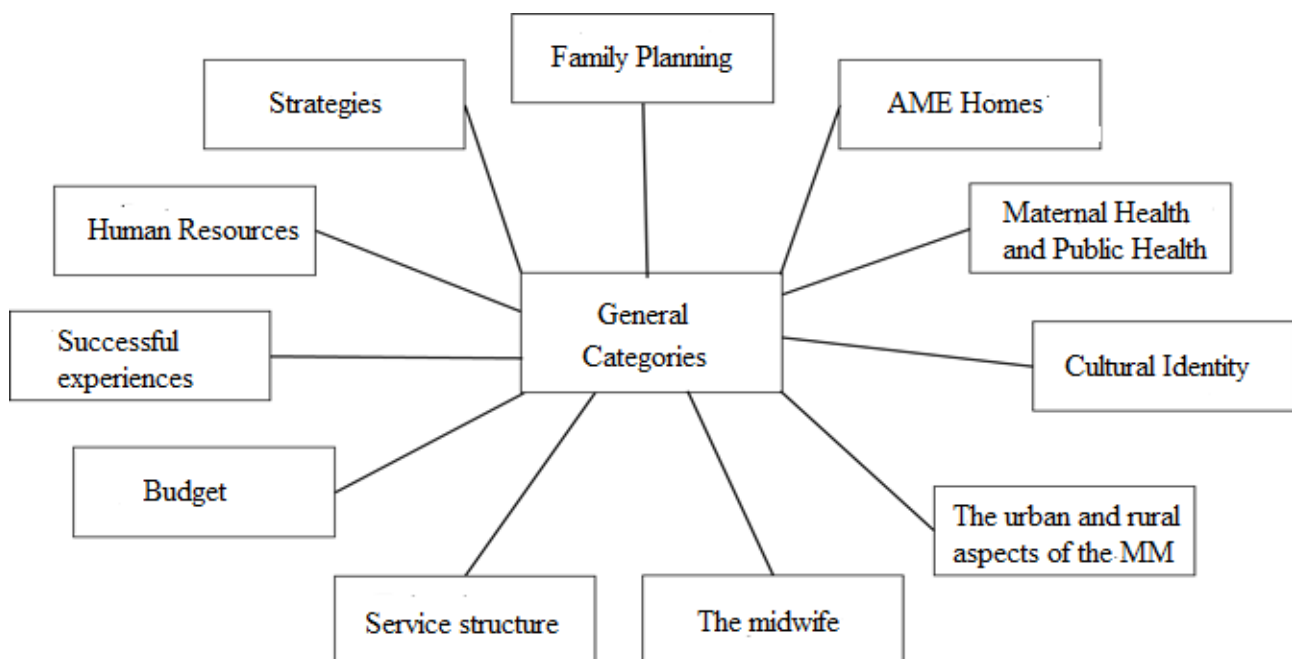 Family Planning
Strategies
AME Homes
Human Resources
Maternal Health
and Public Health
General
Categories
Successful
experiences
Cultural Identity
Budget
The urban and rural
aspects of the MM
Service structure
The midwife